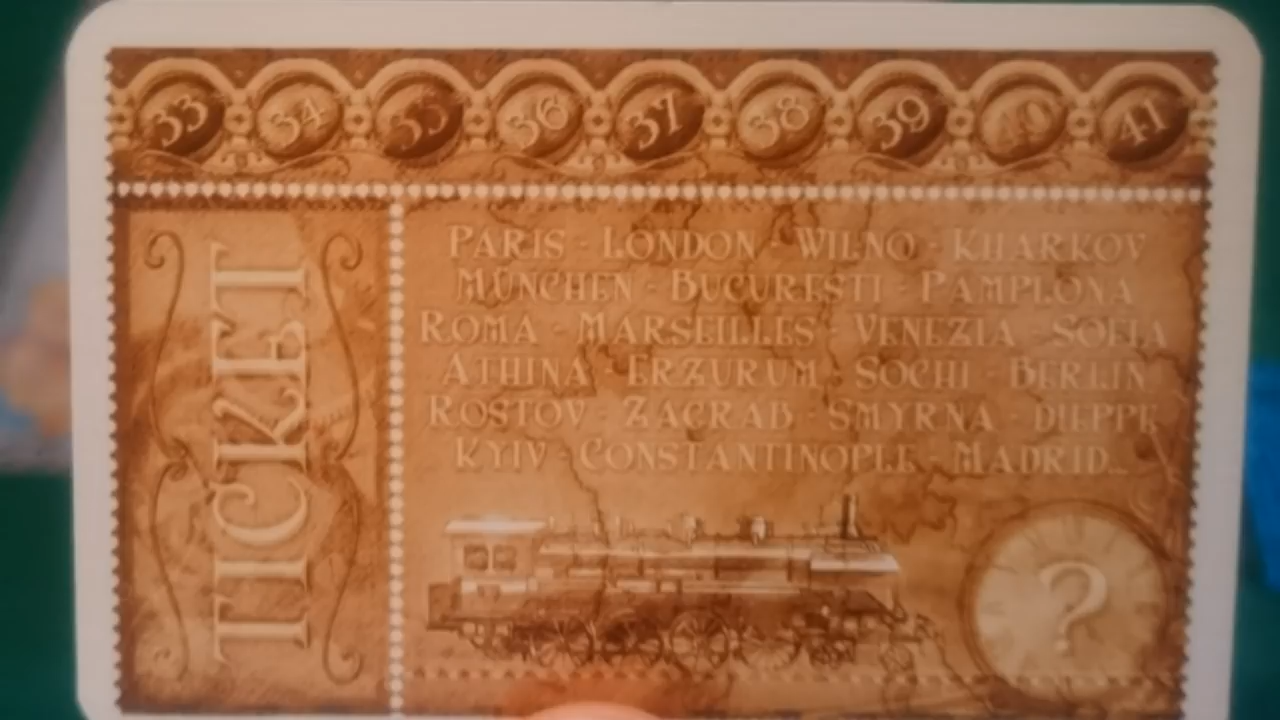 33 34 35 36 37 38 39 40 41
TICKET
PARIS - LONDON - WILNO - KHARKOV
MÜNCHEN - BUCURESTI - PAMPLONA
ROMA - MARSEILLES - VENEZIA - SOFIA
ATHINA - ERZURUM - SOCHI - BERLIN
ROSTOV - ZAGRAB - SMYRNA - DIEPPE
KYIV - CONSTANTINOPLE - MADRID...
?